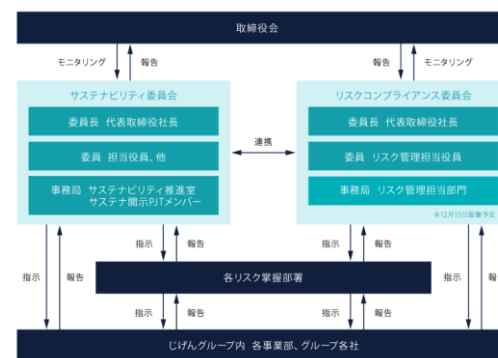 取締役会
モニタリング
報告
報告
モニタリング
サステナビリティ委員会
委員長 代表取締役社長
委員 担当役員、他
事務局 サステナビリティ推進室
サステナ開示PJTメンバー
連携
リスクコンプライアンス委員会
委員長 代表取締役社長
委員 リスク管理担当役員
事務局 リスク管理担当部門
※12月15日設置予定
指示
報告
指示
報告
指示
報告
指示
報
各リスク掌握部署
指示
報告
指示
報告
じげんグループ内 各事業部、グループ各社